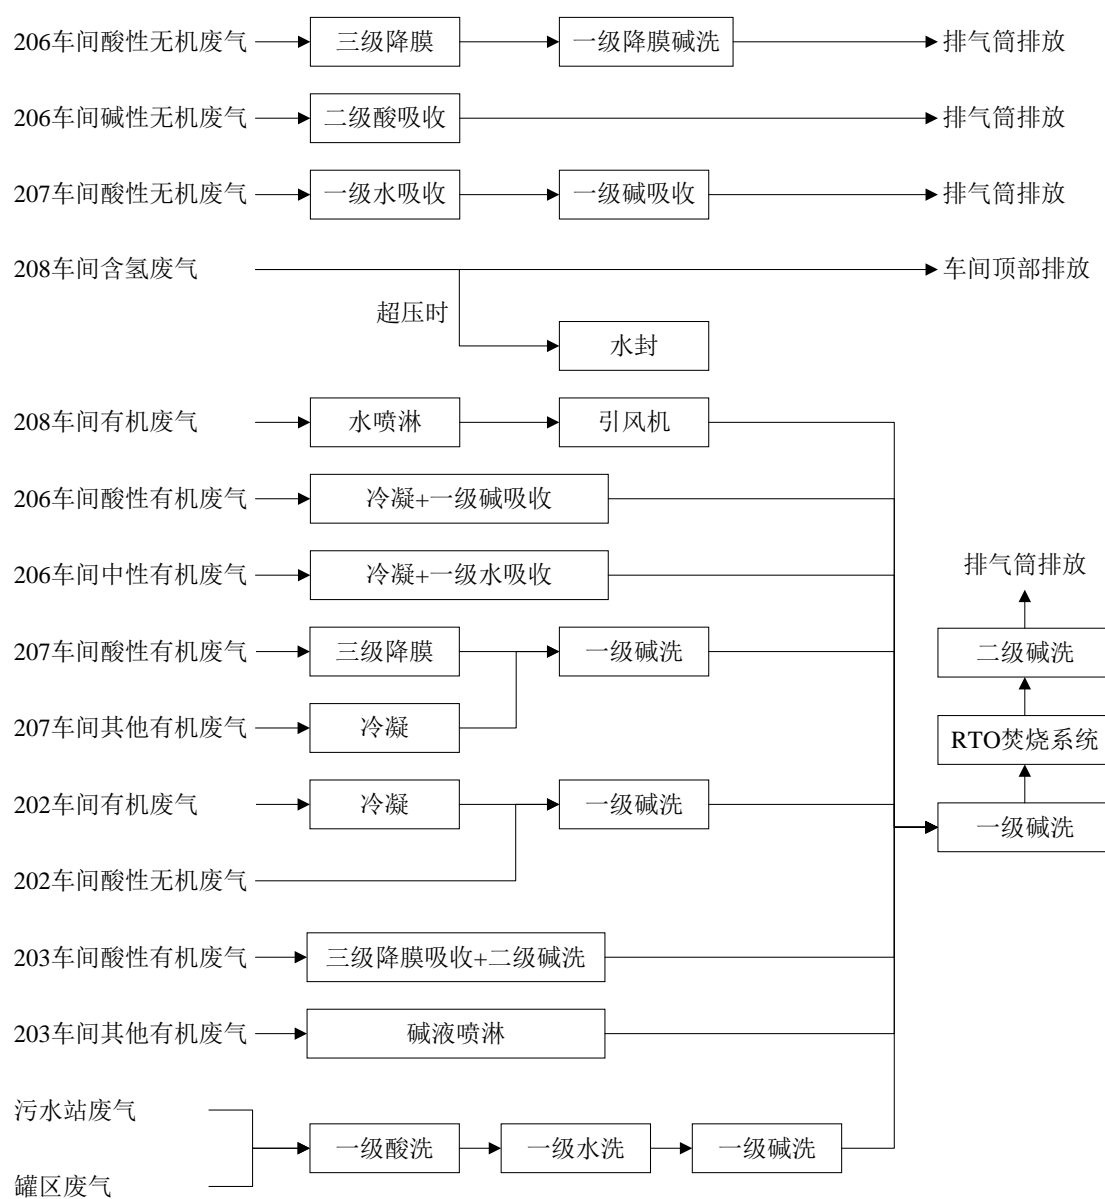 206车间酸性无机废气 三级降膜 一级降膜碱洗 排气筒排放
206车间碱性无机废气 二级酸吸收 排气筒排放
207车间酸性无机废气 一级水吸收 一级碱吸收 排气筒排放
208车间含氢废气 车间顶部排放
超压时
水封
208车间有机废气 水喷淋 引风机
206车间酸性有机废气 冷凝+一级碱吸收
206车间中性有机废气 冷凝+一级水吸收 排气筒排放
207车间酸性有机废气 三级降膜 一级碱洗 二级碱洗
207车间其他有机废气 冷凝 RTO焚烧系统
202车间有机废气 冷凝 一级碱洗 一级碱洗
202车间酸性无机废气
203车间酸性有机废气 三级降膜吸收+二级碱洗
203车间其他有机废气 碱液喷淋
污水站废气
一级酸洗 一级水洗 一级碱洗
罐区废气